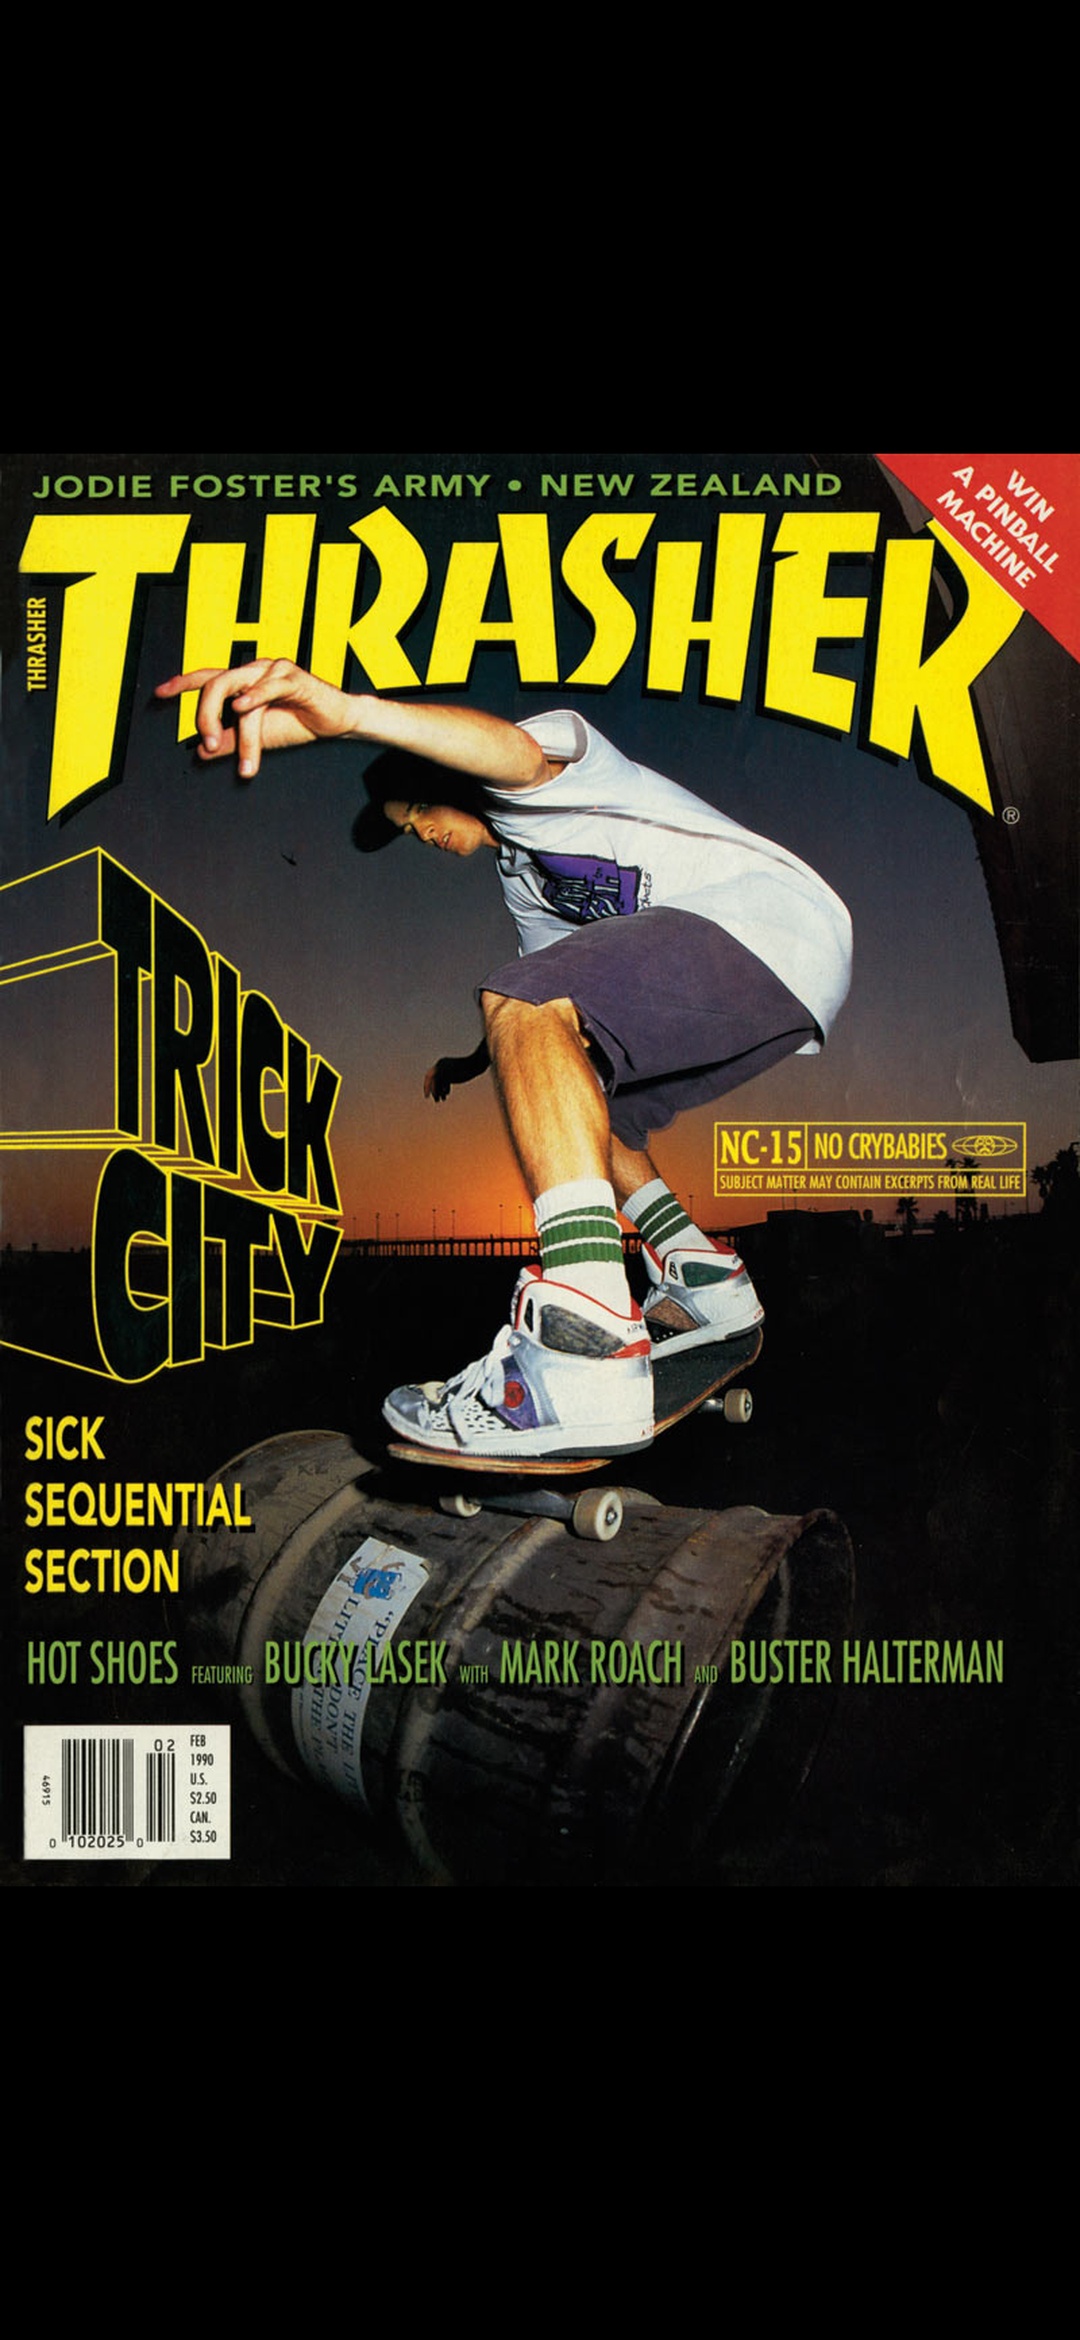 JODIE FOSTER'S ARMY • NEW ZEALAND
WIN
A PINBALL
MACHINE
THRASHER
THRASHER
®
TRICK
CITY
NC-15 NO CRYBABIES
SUBJECT MATTER MAY CONTAIN EXCERPTS FROM REAL LIFE
SICK
SEQUENTIAL
SECTION
HOT SHOES FEATURING BUCKY LASEK WITH MARK ROACH AND BUSTER HALTERMAN
02
FEB
1990
U.S.
$2.50
CAN.
$3.50
46915
0 102025 0